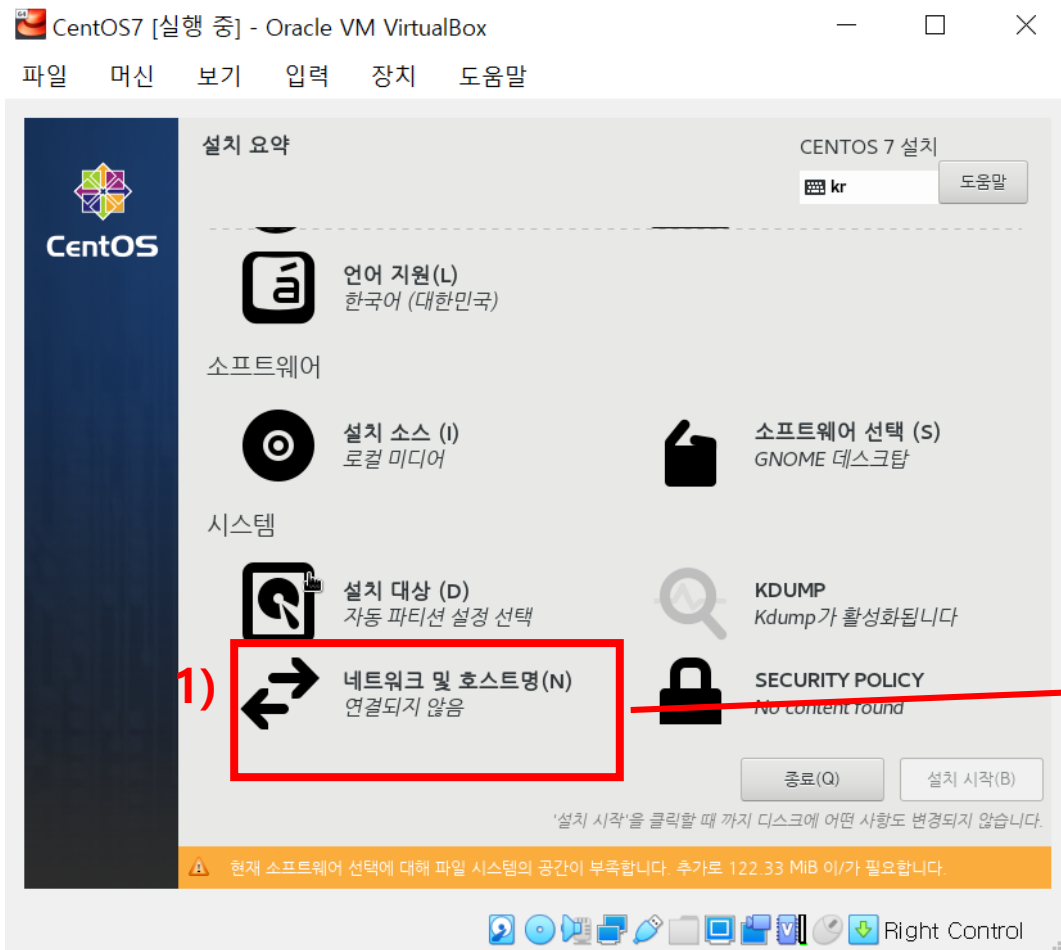 CentOS7 [실행 중] - Oracle VM VirtualBox
파일 머신 보기 입력 장치 도움말
설치 요약
CENTOS 7 설치
kr
도움말
CentOS
언어 지원(L)
한국어 (대한민국)
소프트웨어
설치 소스 (I)
로컬 미디어
소프트웨어 선택 (S)
GNOME 데스크탑
시스템
설치 대상 (D)
자동 파티션 설정 선택
KDUMP
Kdump가 활성화됩니다
1)
네트워크 및 호스트명(N)
연결되지 않음
SECURITY POLICY
No content found
종료(Q)
설치 시작(B)
'설치 시작'을 클릭할 때 까지 디스크에 어떤 사항도 변경되지 않습니다.
현재 소프트웨어 선택에 대해 파일 시스템의 공간이 부족합니다. 추가로 122.33 MiB 이/가 필요합니다.
Right Control